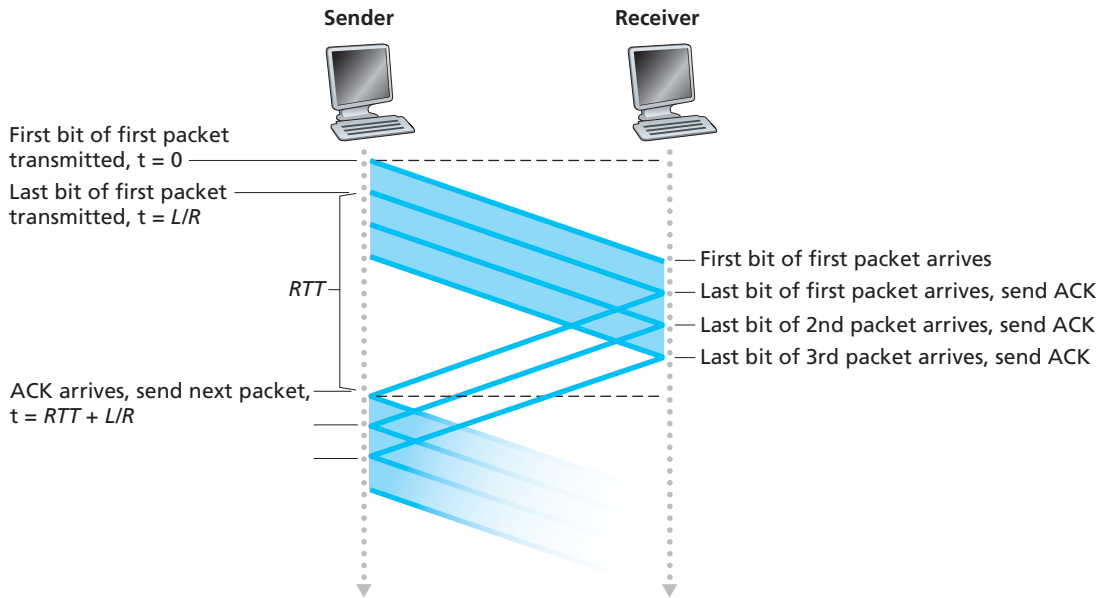 Sender
Receiver
First bit of first packet
transmitted, t = 0
Last bit of first packet
transmitted, t = L/R
RTT
First bit of first packet arrives
Last bit of first packet arrives, send ACK
Last bit of 2nd packet arrives, send ACK
Last bit of 3rd packet arrives, send ACK
ACK arrives, send next packet,
t = RTT + L/R